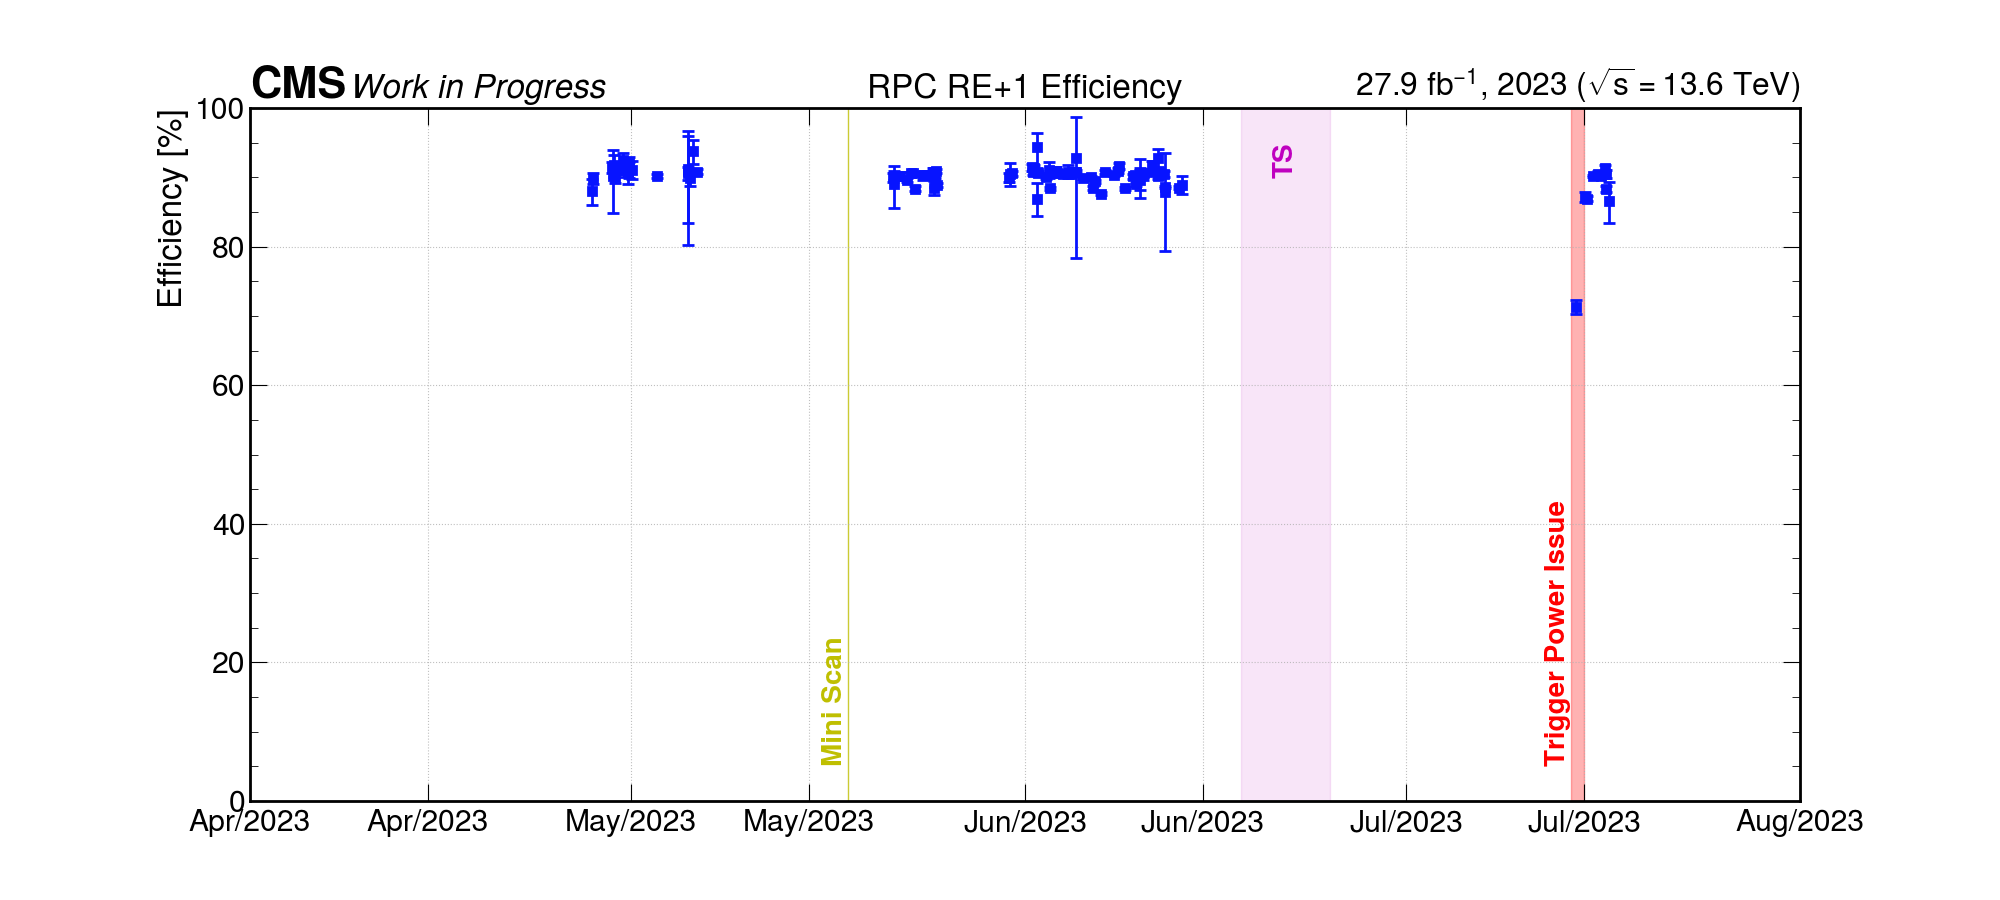 CMS Work in Progress RPC RE+1 Efficiency 27.9 fb⁻¹, 2023 (√s = 13.6 TeV)
Efficiency [%]
100
80
60
40
20
0
TS
Mini Scan
Trigger Power Issue
Apr/2023 Apr/2023 May/2023 May/2023 Jun/2023 Jun/2023 Jul/2023 Jul/2023 Aug/2023